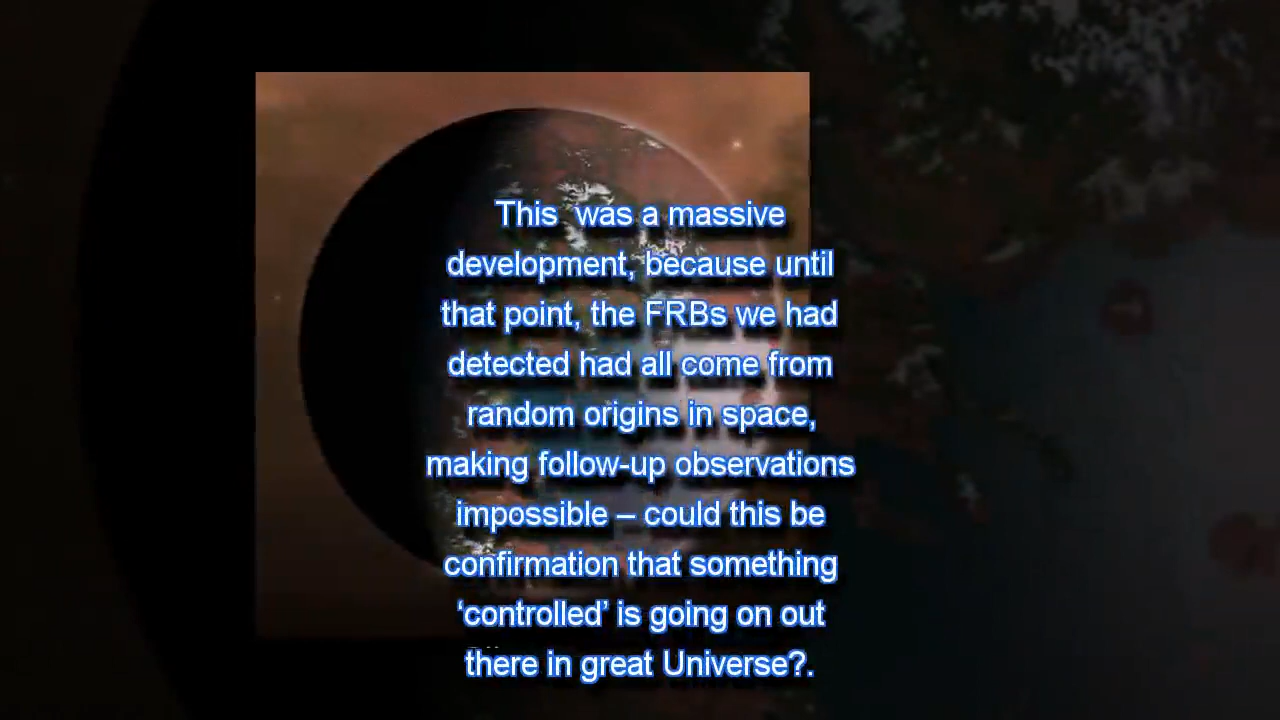 This  was a massive
development, because until
that point, the FRBs we had
detected had all come from
random origins in space,
making follow-up observations
impossible – could this be
confirmation that something
‘controlled’ is going on out
there in great Universe?.